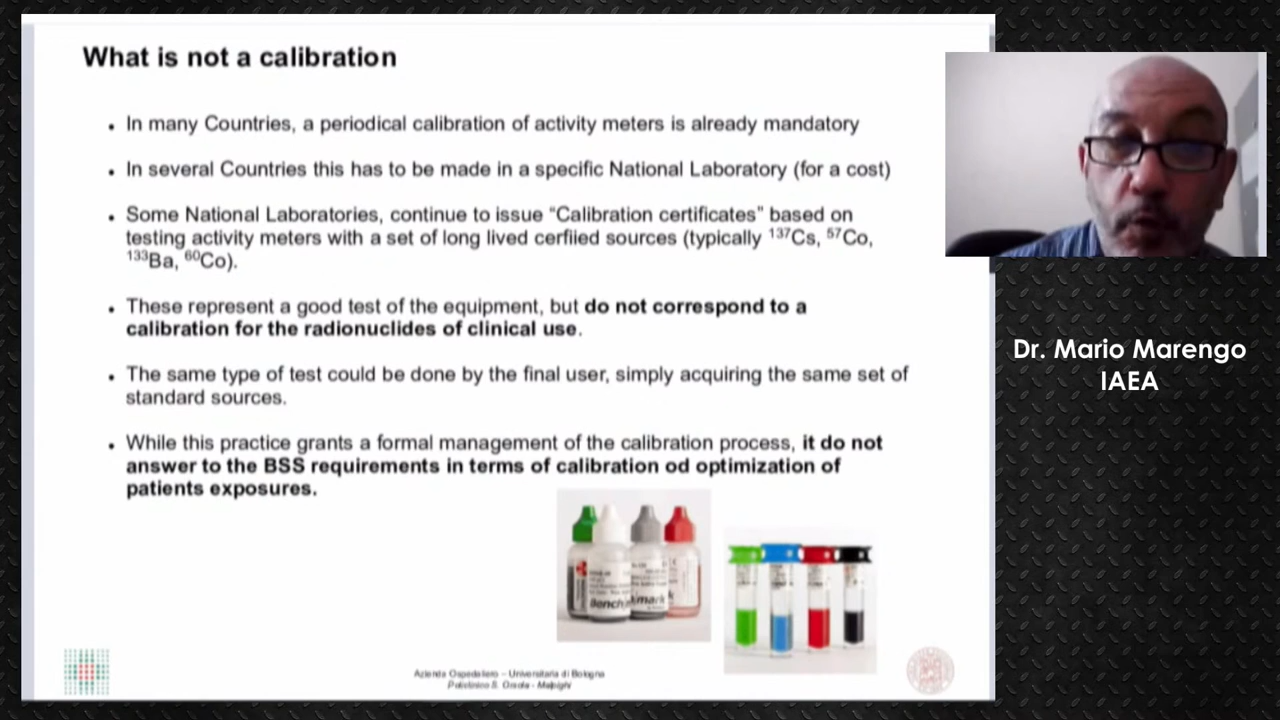 What is not a calibration
• In many Countries, a periodical calibration of activity meters is already mandatory
• In several Countries this has to be made in a specific National Laboratory (for a cost)
• Some National Laboratories, continue to issue “Calibration certificates” based on
testing activity meters with a set of long lived cerfiied sources (typically ¹³⁷Cs, ⁵⁷Co,
¹³³Ba, ⁶⁰Co).
• These represent a good test of the equipment, but do not correspond to a
calibration for the radionuclides of clinical use.
• The same type of test could be done by the final user, simply acquiring the same set of
standard sources.
• While this practice grants a formal management of the calibration process, it do not
answer to the BSS requirements in terms of calibration od optimization of
patients exposures.
Azienda Ospedaliero – Universitaria di Bologna
Policlinico S. Orsola - Malpighi
Dr. Mario Marengo
IAEA